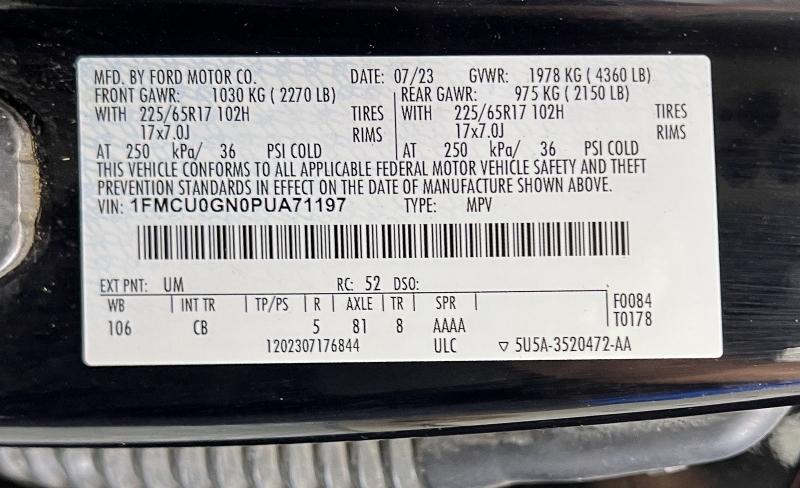 MFD. BY FORD MOTOR CO. DATE: 07/23 GVWR: 1978 KG ( 4360 LB)
FRONT GAWR: 1030 KG ( 2270 LB) REAR GAWR: 975 KG ( 2150 LB)
WITH 225/65R17 102H TIRES WITH 225/65R17 102H TIRES
17x7.0J RIMS 17x7.0J RIMS
AT 250 kPa/ 36 PSI COLD AT 250 kPa/ 36 PSI COLD
THIS VEHICLE CONFORMS TO ALL APPLICABLE FEDERAL MOTOR VEHICLE SAFETY AND THEFT
PREVENTION STANDARDS IN EFFECT ON THE DATE OF MANUFACTURE SHOWN ABOVE.
VIN: 1FMCU0GN0PUA71197 TYPE: MPV
EXT PNT: UM RC: 52 DSO:
WB INT TR TP/PS R AXLE TR SPR F0084
106 CB 5 81 8 AAAA T0178
1202307176844 ULC ▽ 5U5A-3520472-AA